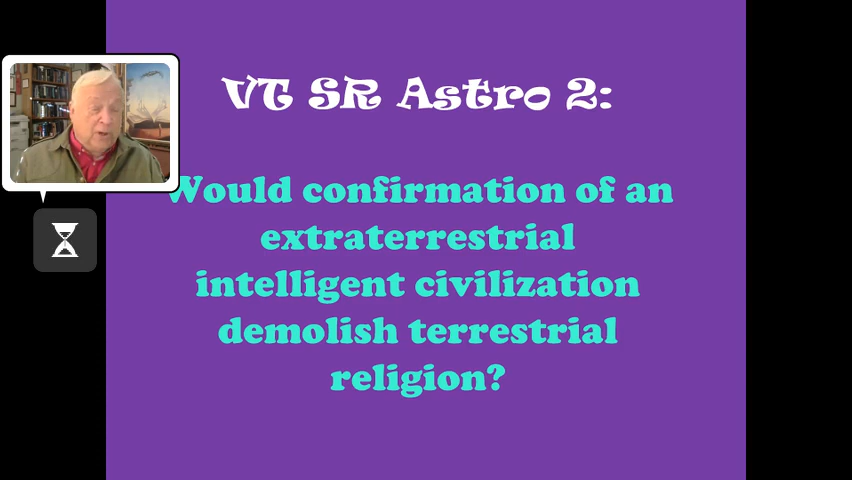 VT SR Astro 2:
Would confirmation of an
extraterrestrial
intelligent civilization
demolish terrestrial
religion?